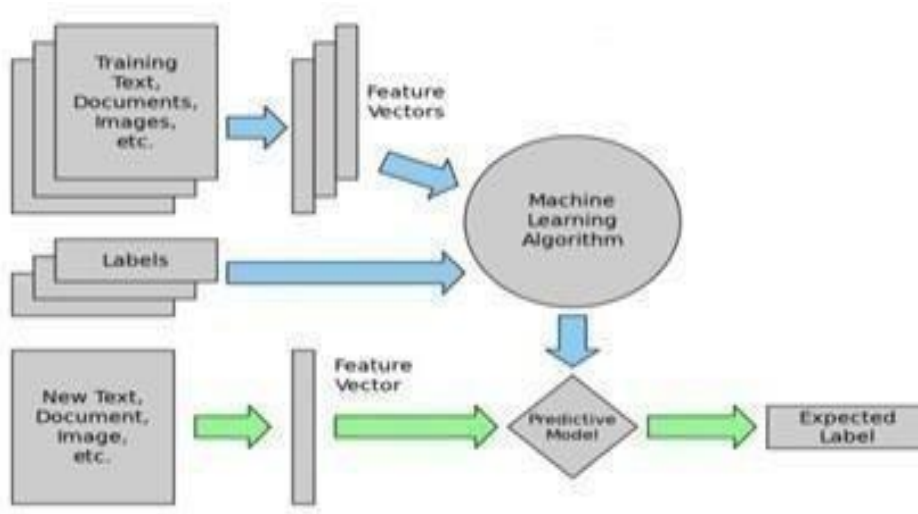 Training
Text,
Documents,
Images,
etc.
Feature
Vectors
Machine
Learning
Algorithm
Labels
New Text,
Document,
Image,
etc.
Feature
Vector
Predictive
Model
Expected
Label